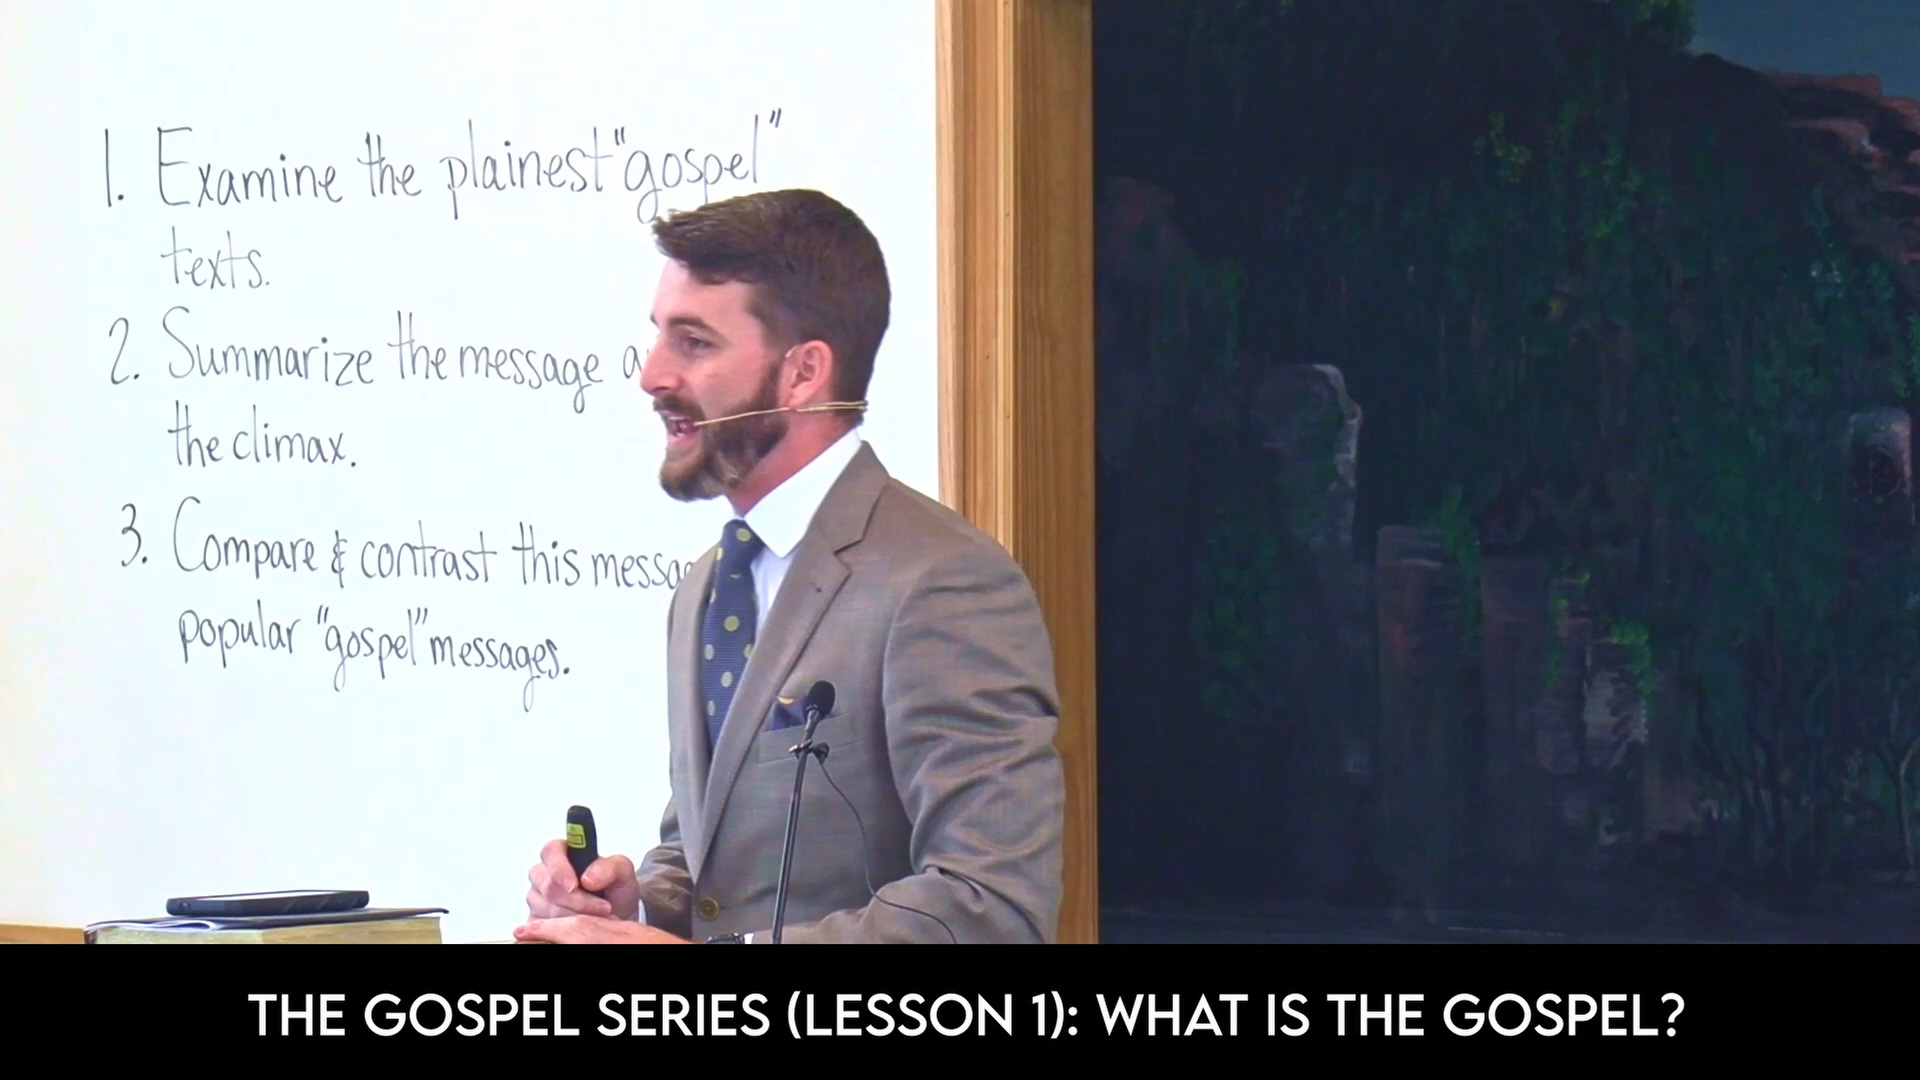 1. Examine the plainest "gospel"
texts.
2. Summarize the message
the climax.
3. Compare & contrast this
popular "gospel" messages.
THE GOSPEL SERIES (LESSON 1): WHAT IS THE GOSPEL?